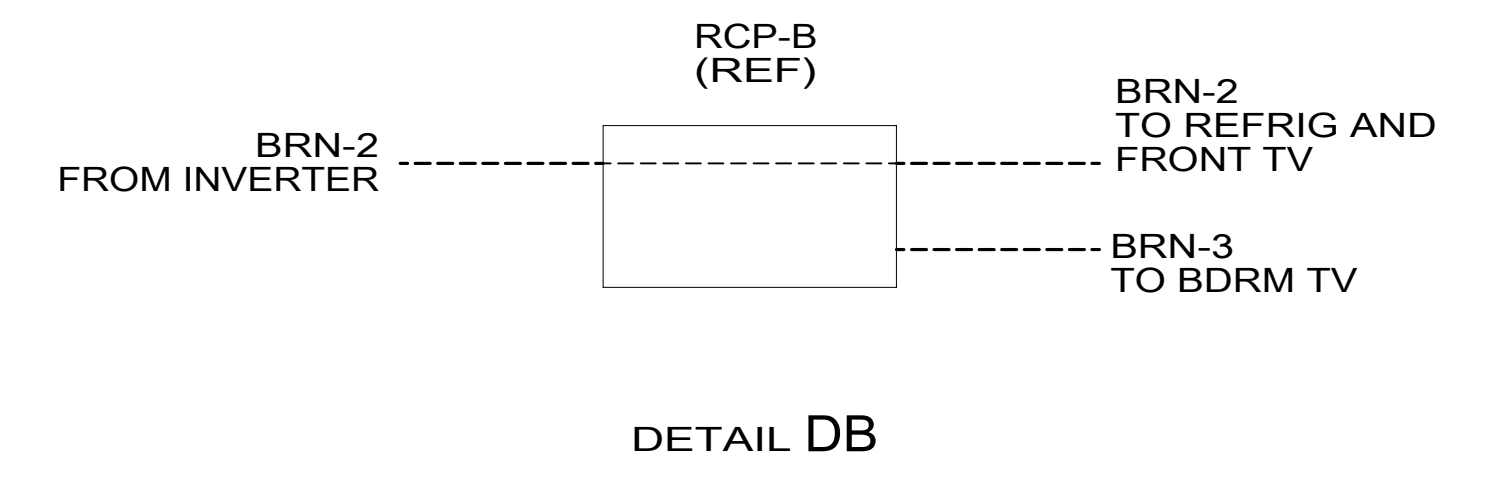 RCP-B
(REF)
BRN-2
FROM INVERTER
BRN-2
TO REFRIG AND
FRONT TV
BRN-3
TO BDRM TV
DETAIL DB